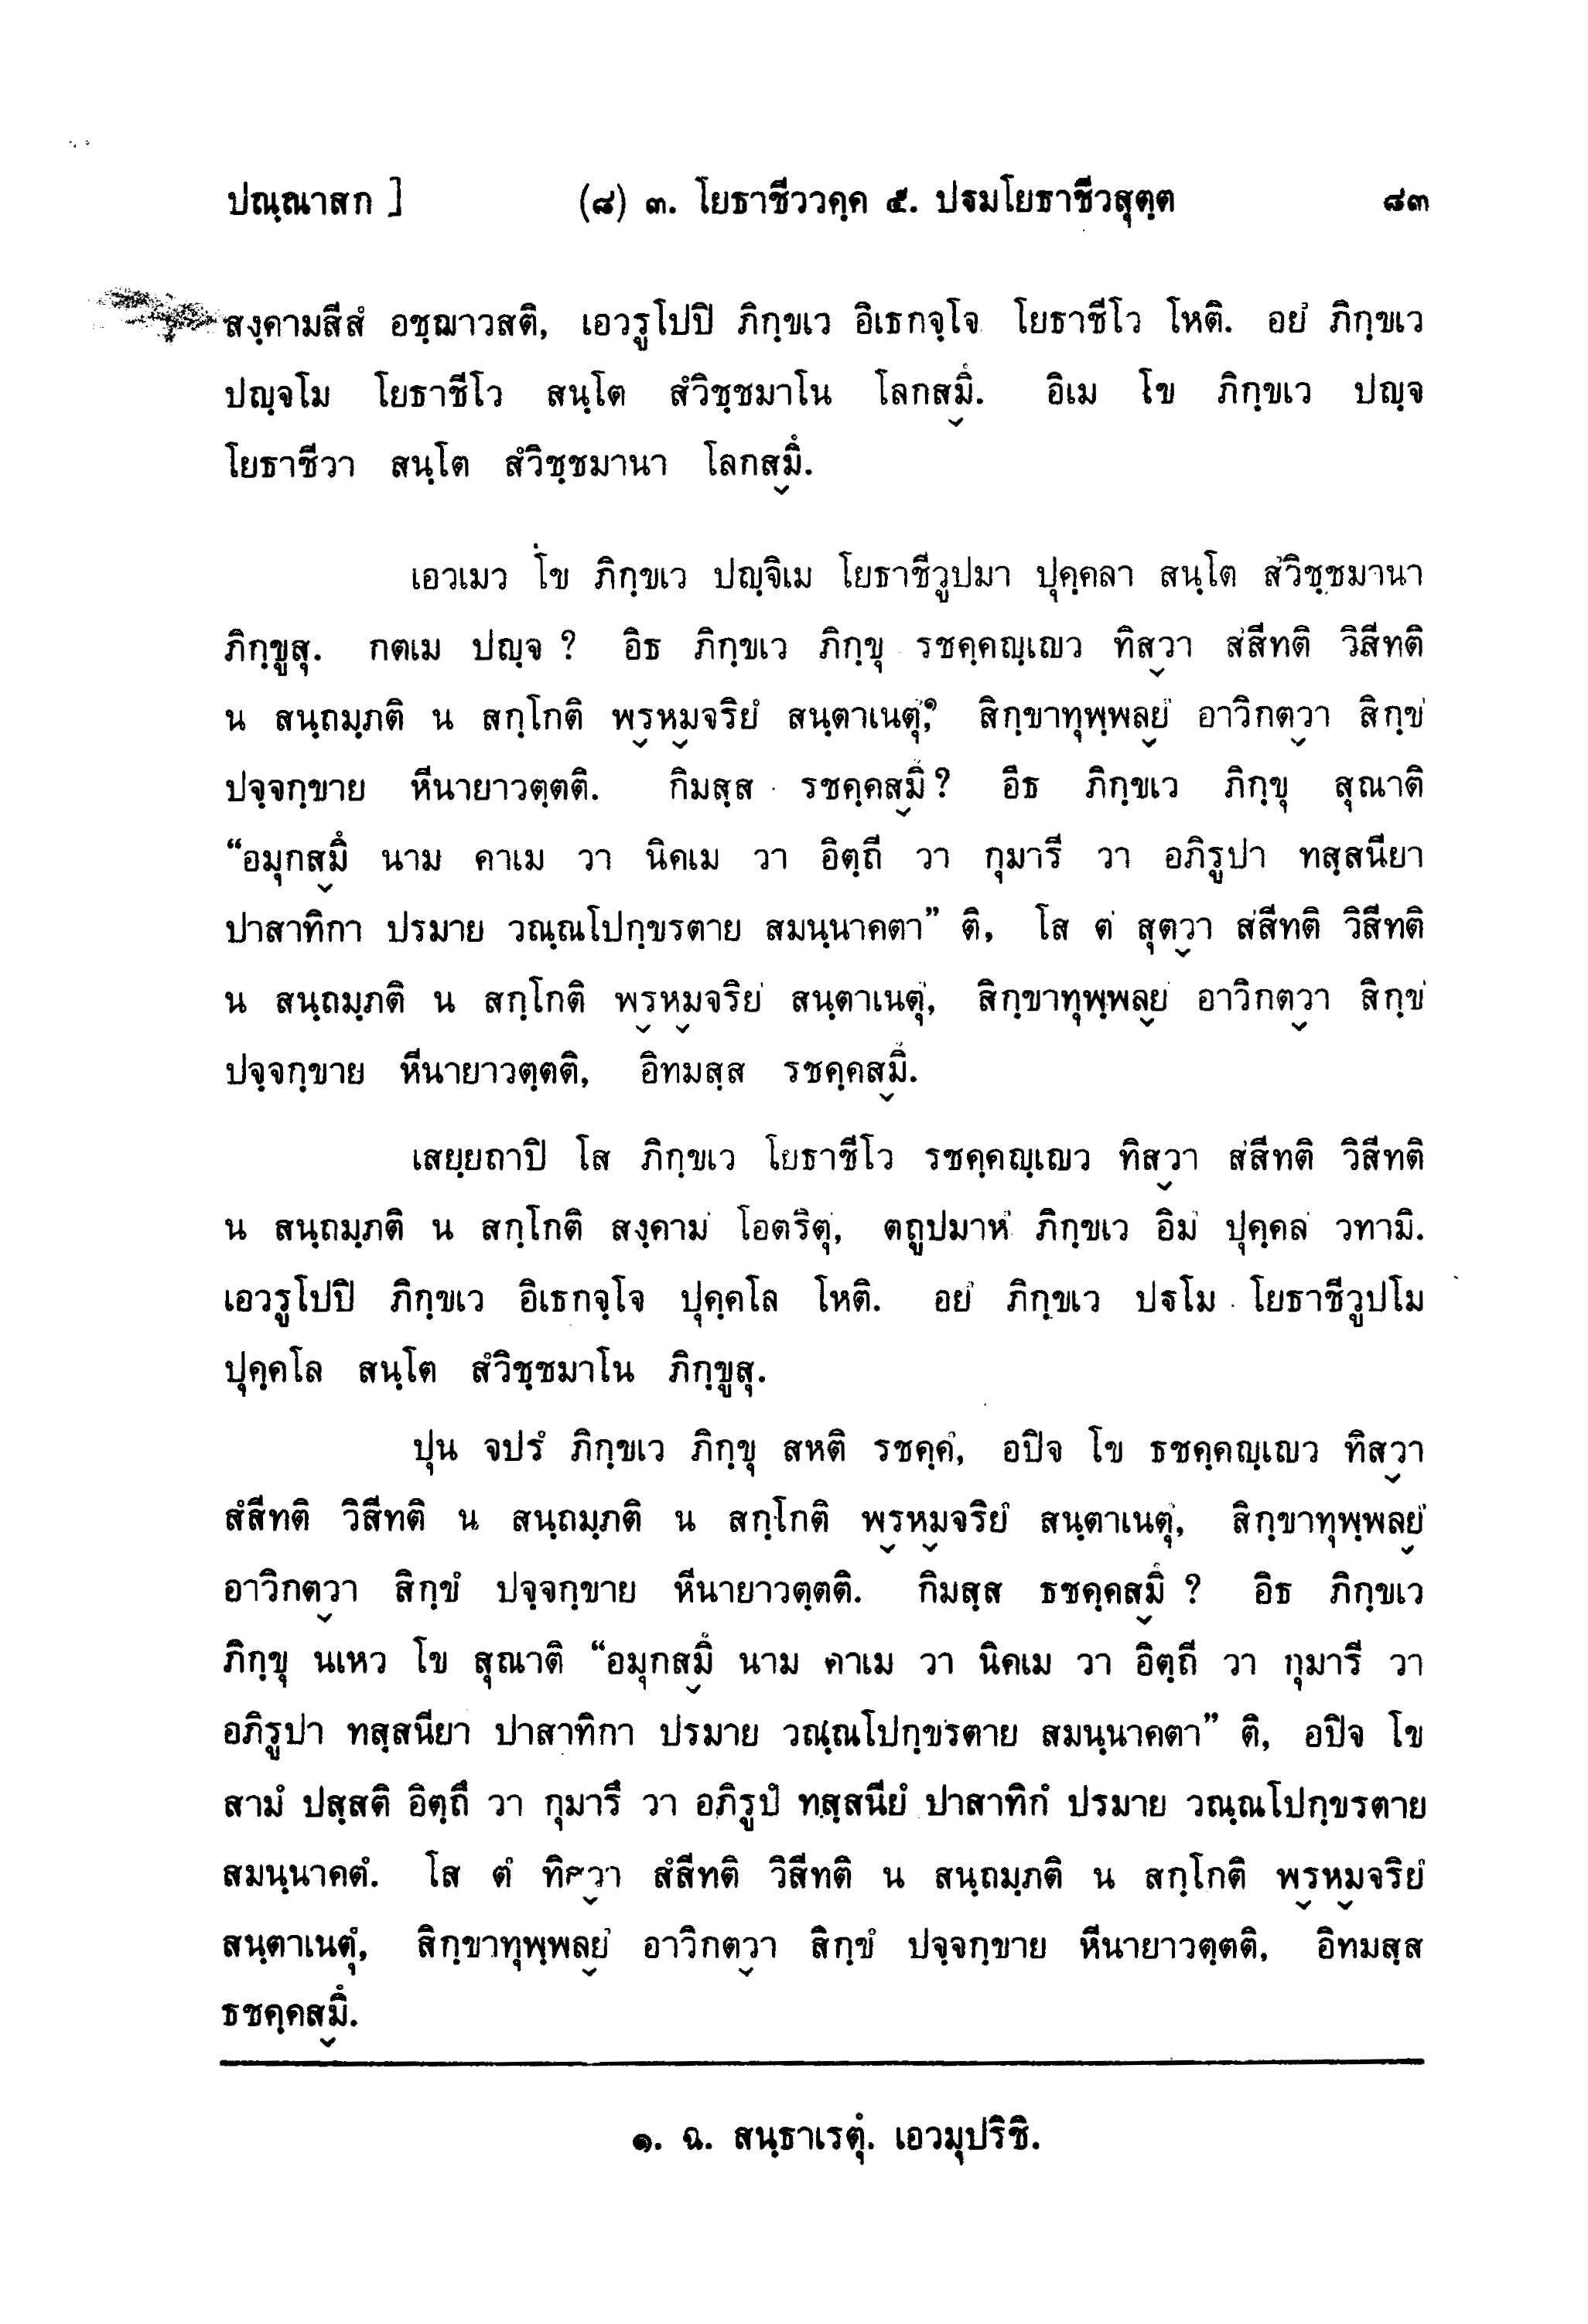 ปณฺณาสก ] (๘) ๓. โยธาชีววคฺค ๕. ปฐมโยธาชีวสุตฺต ๘๓
สงฺคามสีสํ อชฺฌาวสติ, เอวรูโปปิ ภิกฺขเว อิเธกจฺโจ โยธาชีโว โหติ. อยํ ภิกฺขเว
ปญฺจโม โยธาชีโว สนฺโต สํวิชฺชมาโน โลกสฺมิํ. อิเม โข ภิกฺขเว ปญฺจ
โยธาชีวา สนฺโต สํวิชฺชมานา โลกสฺมิํ.
เอวเมว โข ภิกฺขเว ปญฺจิเม โยธาชีวูปมา ปุคฺคลา สนฺโต สํวิชฺชมานา
ภิกฺขูสุ. กตเม ปญฺจ ? อิธ ภิกฺขเว ภิกฺขุ รชคฺคญฺเญว ทิสฺวา สํสีทติ วิสีทติ
น สนฺถมฺภติ น สกฺโกติ พฺรหฺมจริยํ สนฺตาเนตุํ,๑ สิกฺขาทุพฺพลฺยํ อาวิกตฺวา สิกฺขํ
ปจฺจกฺขาย หีนายาวตฺตติ. กิมสฺส รชคฺคสฺมิํ ? อิธ ภิกฺขเว ภิกฺขุ สุณาติ
“อมุกสฺมิํ นาม คาเม วา นิคเม วา อิตฺถี วา กุมารี วา อภิรูปา ทสฺสนียา
ปาสาทิกา ปรมาย วณฺณโปกฺขรตาย สมนฺนาคตา” ติ, โส ตํ สุตฺวา สํสีทติ วิสีทติ
น สนฺถมฺภติ น สกฺโกติ พฺรหฺมจริยํ สนฺตาเนตุํ, สิกฺขาทุพฺพลฺยํ อาวิกตฺวา สิกฺขํ
ปจฺจกฺขาย หีนายาวตฺตติ, อิทมสฺส รชคฺคสฺมิํ.
เสยฺยถาปิ โส ภิกฺขเว โยธาชีโว รชคฺคญฺเญว ทิสฺวา สํสีทติ วิสีทติ
น สนฺถมฺภติ น สกฺโกติ สงฺคามํ โอตริตุํ, ตถูปมาหํ ภิกฺขเว อิมํ ปุคฺคลํ วทามิ.
เอวรูโปปิ ภิกฺขเว อิเธกจฺโจ ปุคฺคโล โหติ. อยํ ภิกฺขเว ปฐโม โยธาชีวูปโม
ปุคฺคโล สนฺโต สํวิชฺชมาโน ภิกฺขูสุ.
ปุน จปรํ ภิกฺขเว ภิกฺขุ สหติ รชคฺคํ, อปิจ โข ธชคฺคญฺเญว ทิสฺวา
สํสีทติ วิสีทติ น สนฺถมฺภติ น สกฺโกติ พฺรหฺมจริยํ สนฺตาเนตุํ, สิกฺขาทุพฺพลฺยํ
อาวิกตฺวา สิกฺขํ ปจฺจกฺขาย หีนายาวตฺตติ. กิมสฺส ธชคฺคสฺมิํ ? อิธ ภิกฺขเว
ภิกฺขุ นเหว โข สุณาติ “อมุกสฺมิํ นาม คาเม วา นิคเม วา อิตฺถี วา กุมารี วา
อภิรูปา ทสฺสนียา ปาสาทิกา ปรมาย วณฺณโปกฺขรตาย สมนฺนาคตา” ติ, อปิจ โข
สามํ ปสฺสติ อิตฺถิํ วา กุมาริํ วา อภิรูปํ ทสฺสนียํ ปาสาทิกํ ปรมาย วณฺณโปกฺขรตาย
สมนฺนาคตํ. โส ตํ ทิสฺวา สํสีทติ วิสีทติ น สนฺถมฺภติ น สกฺโกติ พฺรหฺมจริยํ
สนฺตาเนตุํ, สิกฺขาทุพฺพลฺยํ อาวิกตฺวา สิกฺขํ ปจฺจกฺขาย หีนายาวตฺตติ, อิทมสฺส
ธชคฺคสฺมิํ.
๑. ฉ. สนฺธาเรตุํ. เอวมุปริชิ.